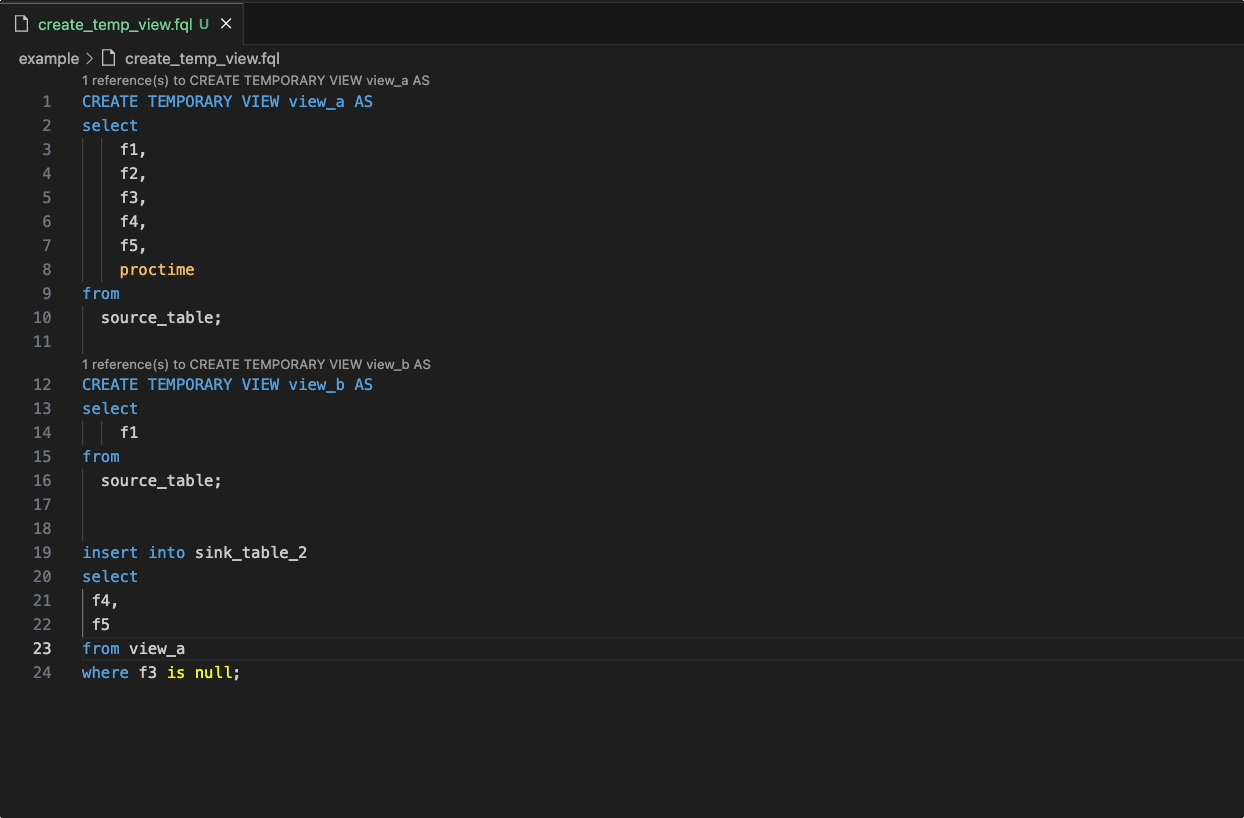 create_temp_view.fql U ×
example > create_temp_view.fql
1 reference(s) to CREATE TEMPORARY VIEW view_a AS
1 CREATE TEMPORARY VIEW view_a AS
2 select
3 f1,
4 f2,
5 f3,
6 f4,
7 f5,
8 proctime
9 from
10 source_table;
11
1 reference(s) to CREATE TEMPORARY VIEW view_b AS
12 CREATE TEMPORARY VIEW view_b AS
13 select
14 f1
15 from
16 source_table;
17
18
19 insert into sink_table_2
20 select
21 f4,
22 f5
23 from view_a
24 where f3 is null;